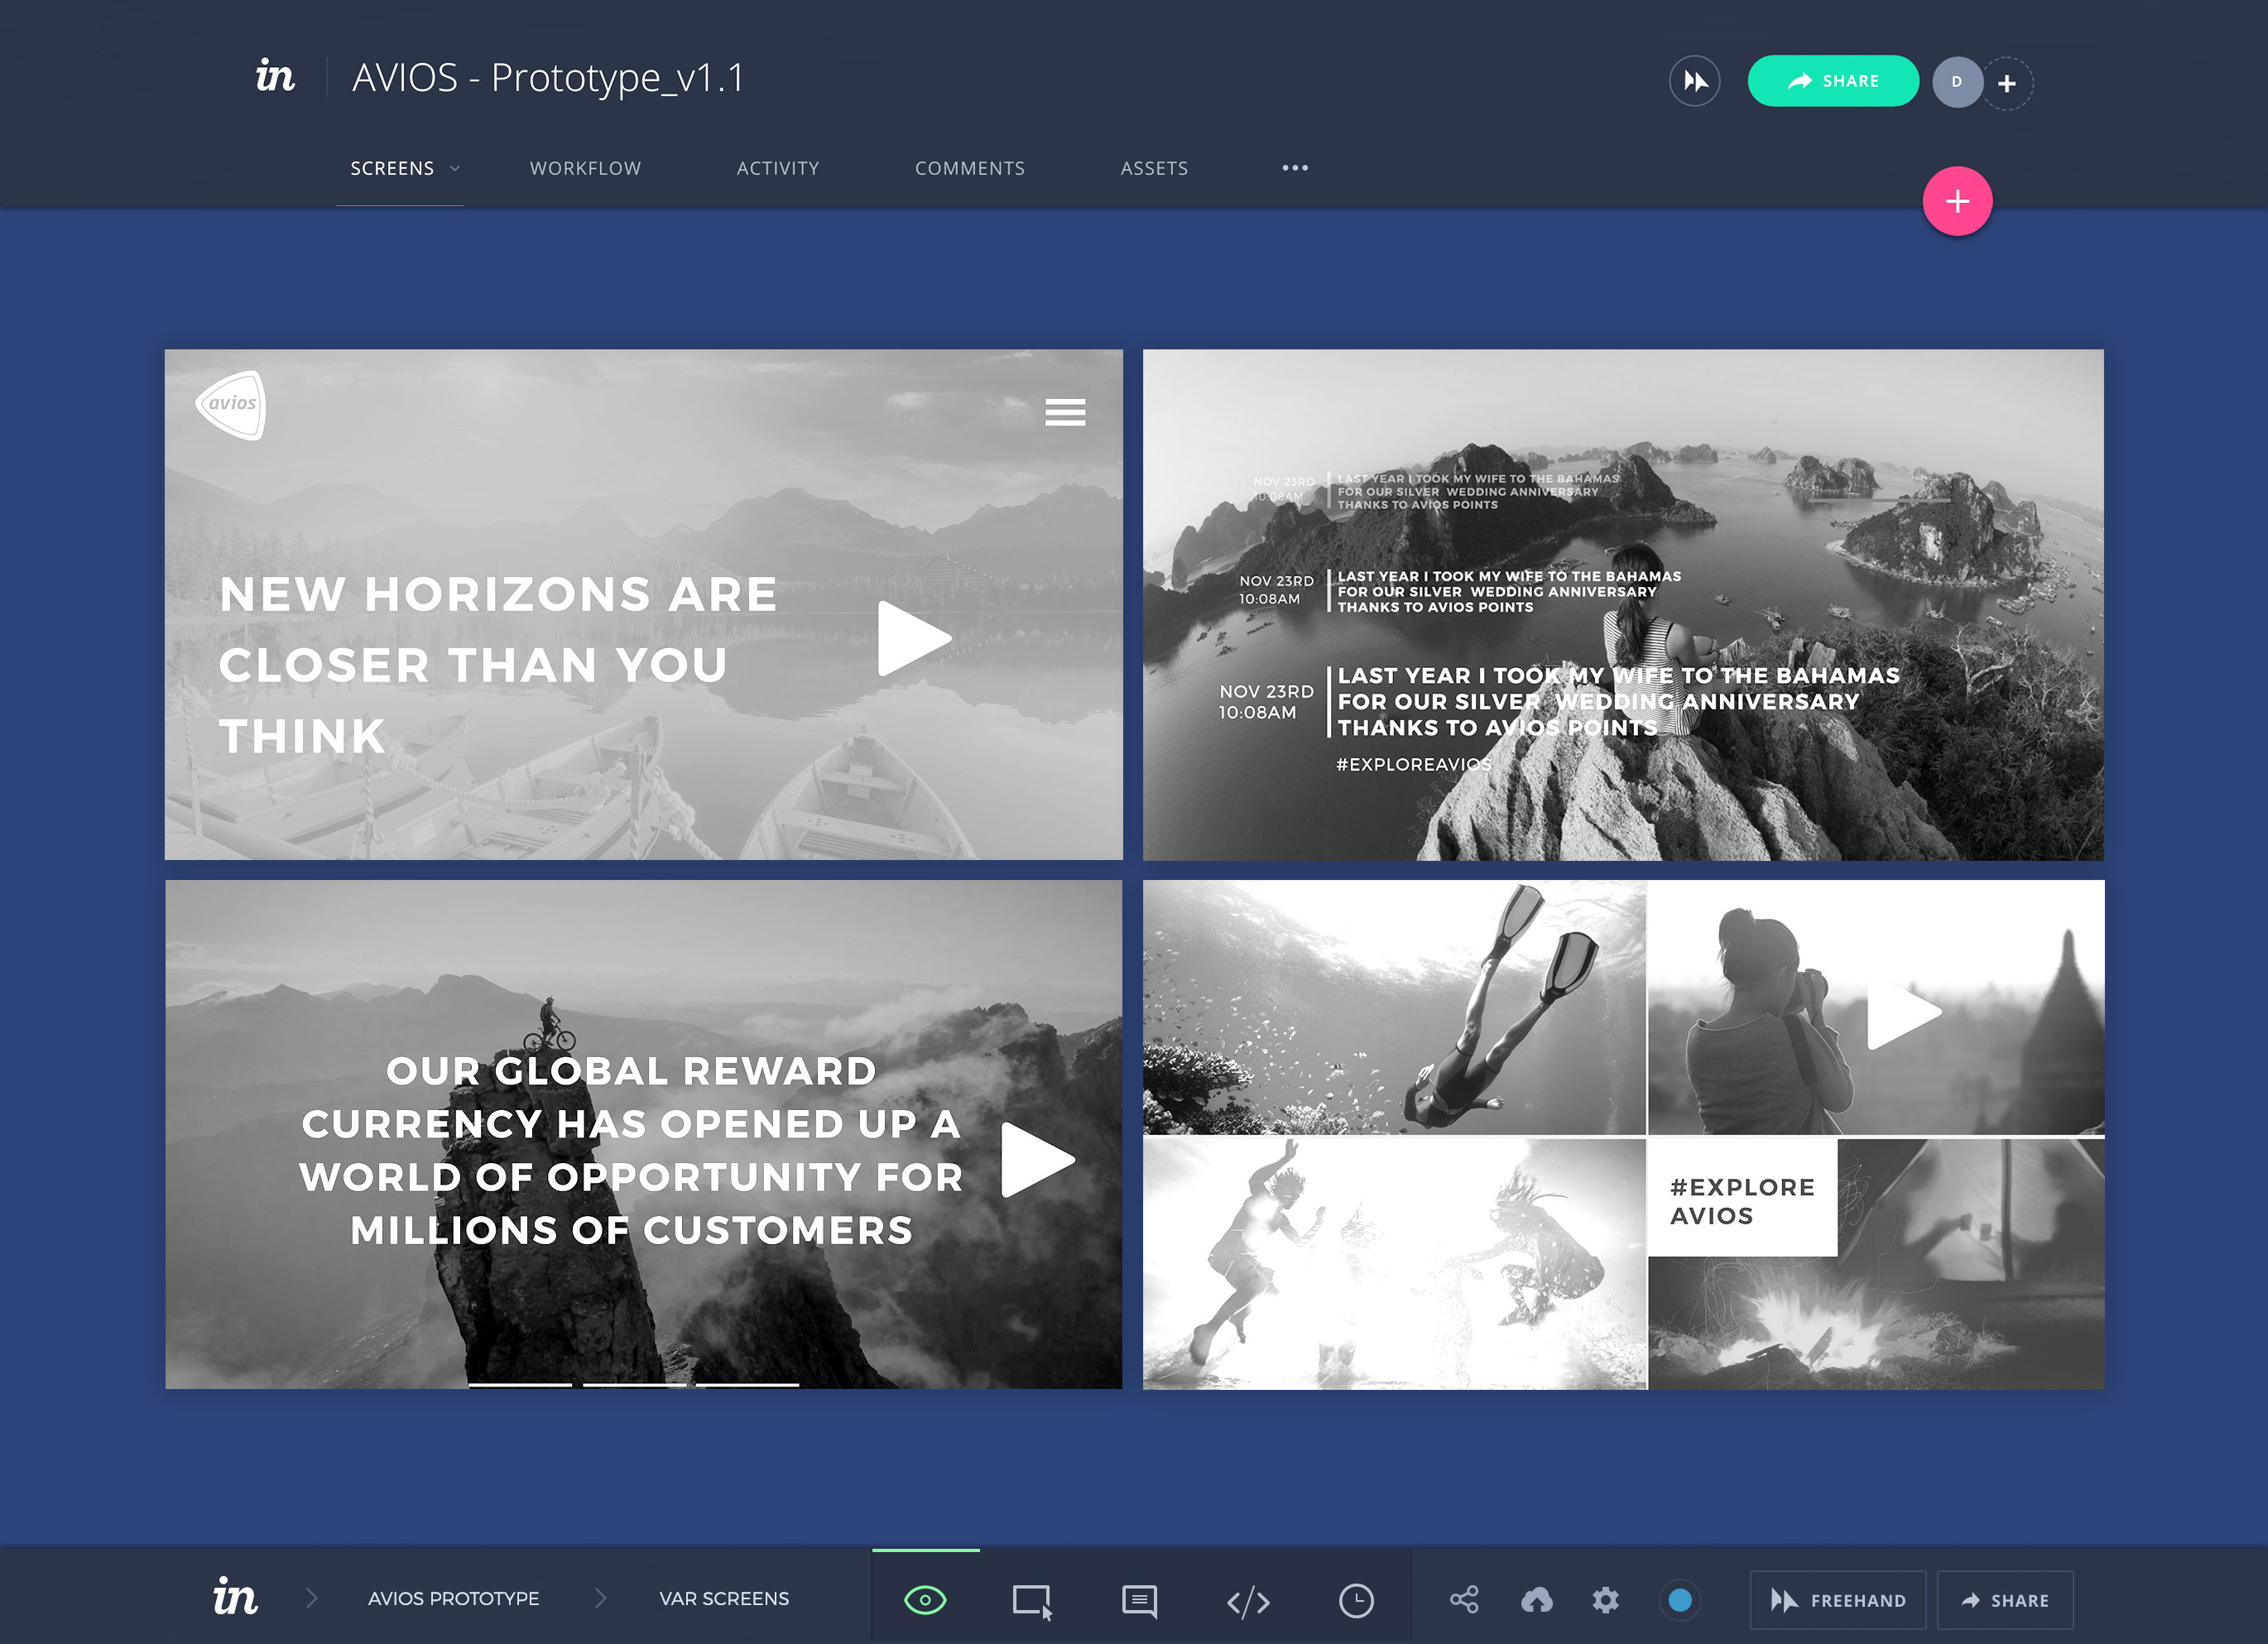 in
AVIOS - Prototype_v1.1
SHARE
D
SCREENS
WORKFLOW
ACTIVITY
COMMENTS
ASSETS
avios
NEW HORIZONS ARE
CLOSER THAN YOU
THINK
NOV 23RD
10:08AM
LAST YEAR I TOOK MY WIFE TO THE BAHAMAS
FOR OUR SILVER WEDDING ANNIVERSARY
THANKS TO AVIOS POINTS
NOV 23RD
10:08AM
LAST YEAR I TOOK MY WIFE TO THE BAHAMAS
FOR OUR SILVER WEDDING ANNIVERSARY
THANKS TO AVIOS POINTS
NOV 23RD
10:08AM
LAST YEAR I TOOK MY WIFE TO THE BAHAMAS
FOR OUR SILVER WEDDING ANNIVERSARY
THANKS TO AVIOS POINTS
#EXPLOREAVIOS
OUR GLOBAL REWARD
CURRENCY HAS OPENED UP A
WORLD OF OPPORTUNITY FOR
MILLIONS OF CUSTOMERS
#EXPLORE
AVIOS
in
AVIOS PROTOTYPE
VAR SCREENS
FREEHAND
SHARE